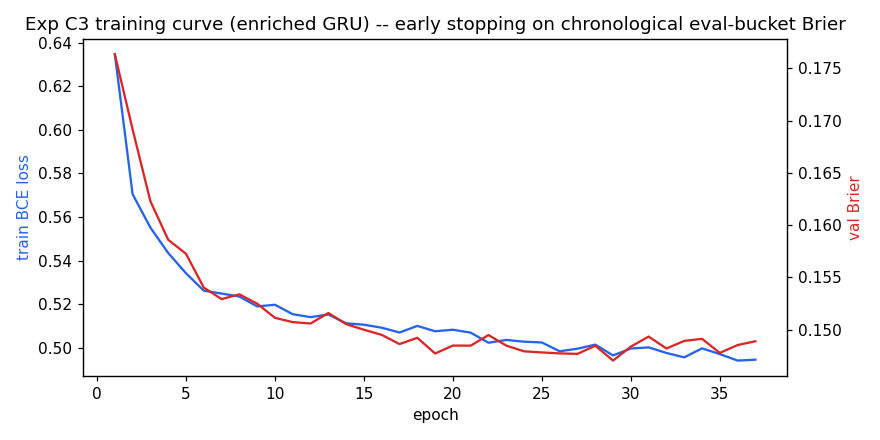 Exp C3 training curve (enriched GRU) -- early stopping on chronological eval-bucket Brier
0.64
0.62
0.60
0.58
0.56
0.54
0.52
0.50
train BCE loss
0.175
0.170
0.165
0.160
0.155
0.150
val Brier
0 5 10 15 20 25 30 35
epoch